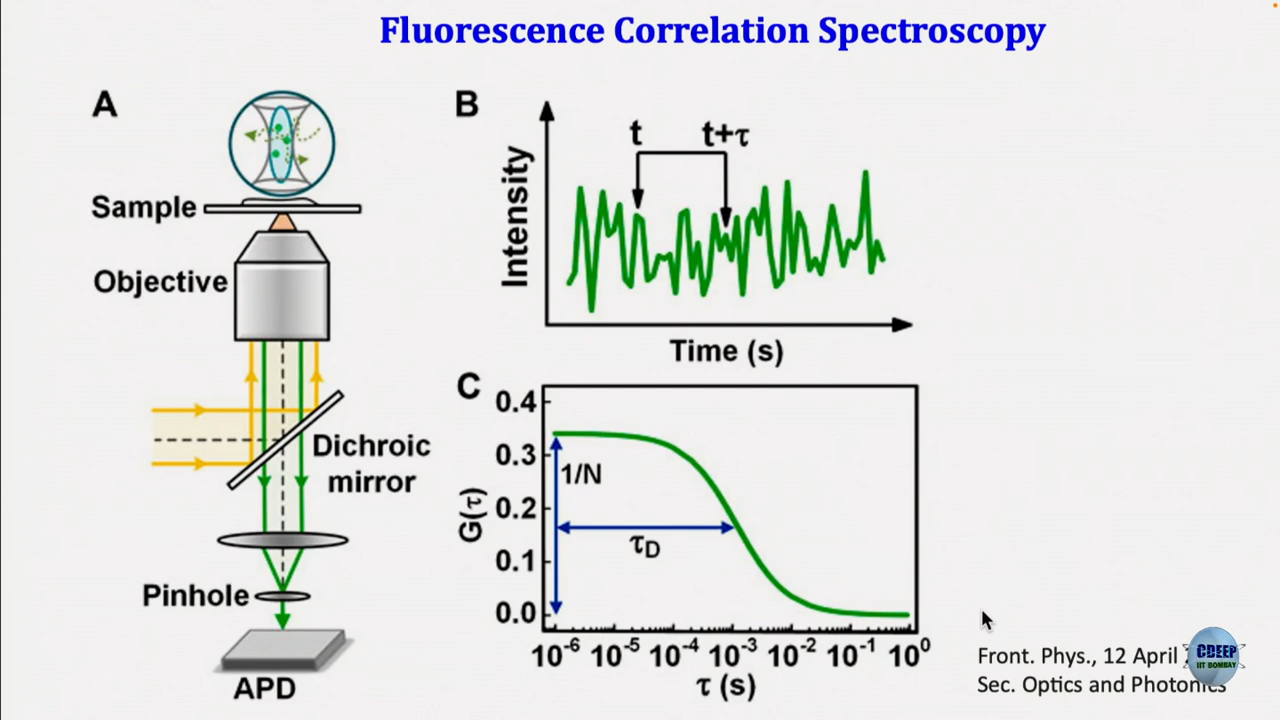 Fluorescence Correlation Spectroscopy
A
Sample
Objective
Dichroic
mirror
Pinhole
APD
B
Intensity
t
t+τ
Time (s)
C
G(τ)
0.4
0.3
0.2
0.1
0.0
1/N
τD
10⁻⁶ 10⁻⁵ 10⁻⁴ 10⁻³ 10⁻² 10⁻¹ 10⁰
τ (s)
Front. Phys., 12 April
Sec. Optics and Photonics
CDEEP
IIT BOMBAY